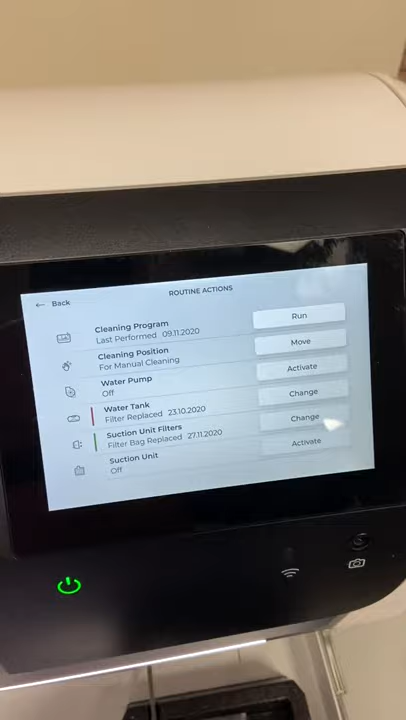 ← Back
ROUTINE ACTIONS
Cleaning Program
Last Performed 09.11.2020
Run
Cleaning Position
For Manual Cleaning
Move
Water Pump
Off
Activate
Water Tank
Filter Replaced 23.10.2020
Change
Suction Unit Filters
Filter Bag Replaced 27.11.2020
Change
Suction Unit
Off
Activate